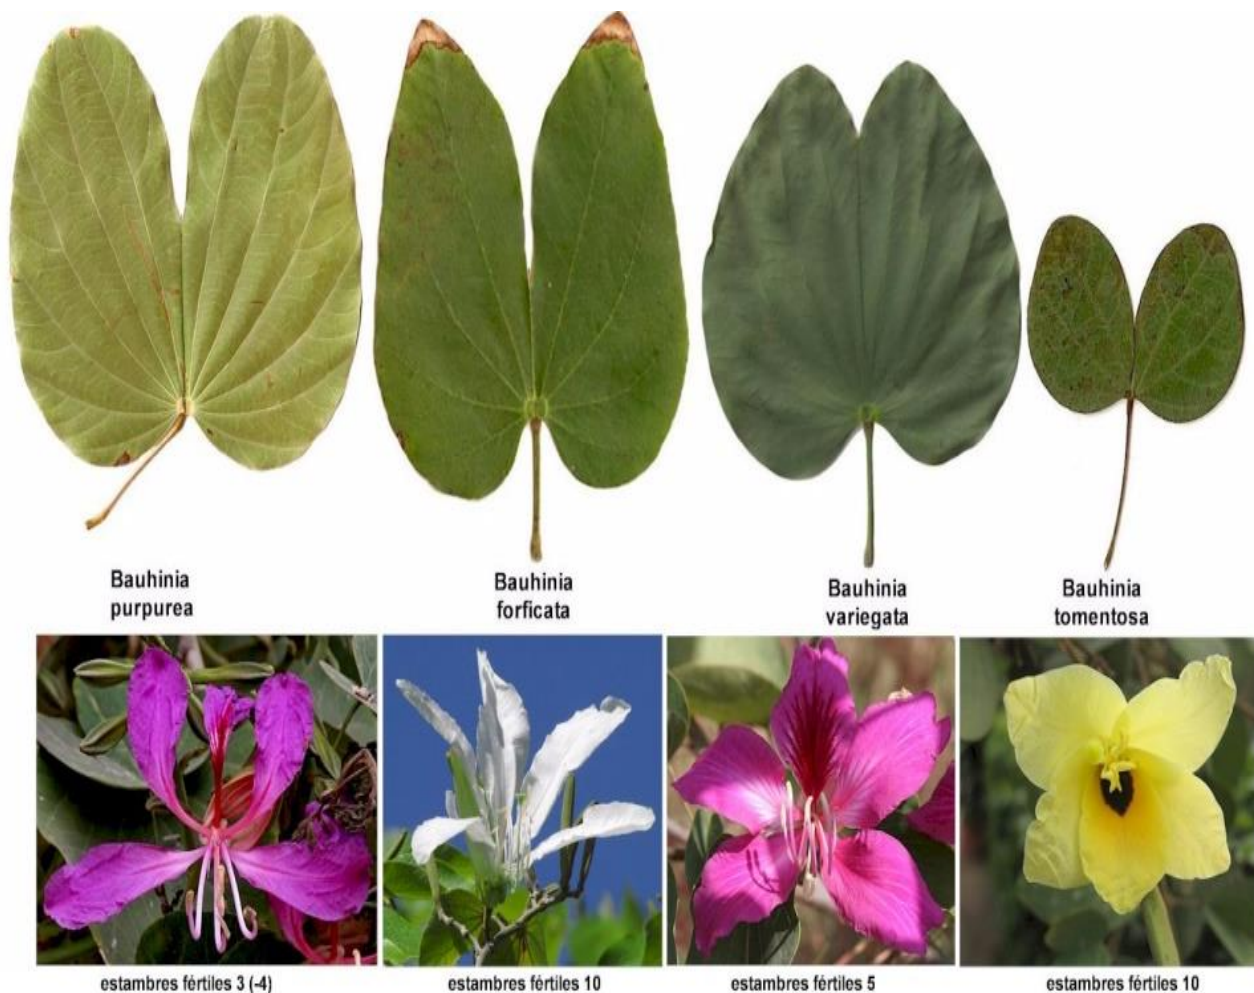 Bauhinia
purpurea
Bauhinia
forficata
Bauhinia
variegata
Bauhinia
tomentosa
estambres fértiles 3 (-4)
estambres fértiles 10
estambres fértiles 5
estambres fértiles 10